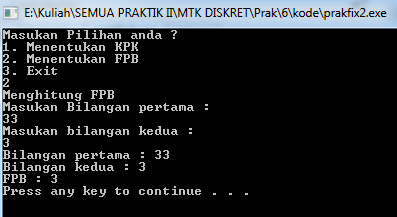 E:\Kuliah\SEMUA PRAKTIK II\MTK DISKRET\Prak\6\kode\prakfix2.exe
Masukan Pilihan anda ?
1. Menentukan KPK
2. Menentukan FPB
3. Exit
2
Menghitung FPB
Masukan Bilangan pertama :
33
Masukan bilangan kedua :
3
Bilangan pertama : 33
Bilangan kedua : 3
FPB : 3
Press any key to continue . . .